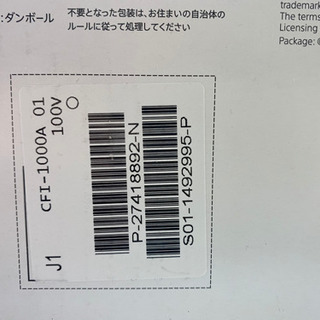 :ダンボール
不要となった包装は、お住まいの自治体の
ルールに従って処理してください
trademark
The terms
Licensing
Package: ©
CFI-1000A 01
100V
J1
P-27418892-N
S01-1492995-P